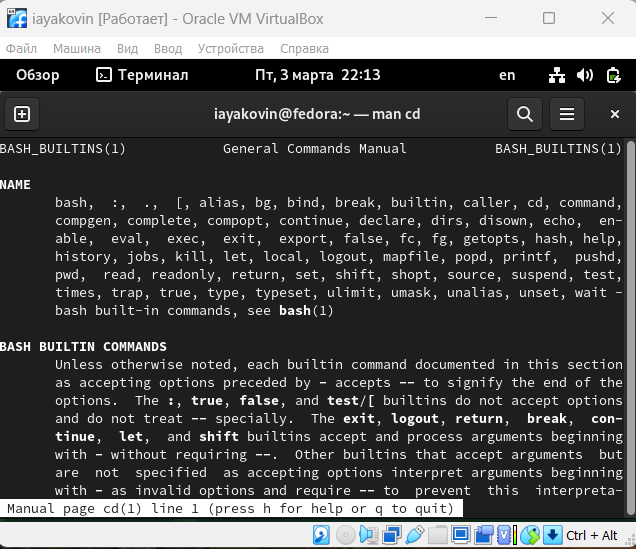 iayakovin [Работает] - Oracle VM VirtualBox
Файл Машина Вид Ввод Устройства Справка
Обзор Терминал Пт, 3 марта 22:13 en
iayakovin@fedora:~ — man cd
BASH_BUILTINS(1) General Commands Manual BASH_BUILTINS(1)
NAME
bash, :, ., [, alias, bg, bind, break, builtin, caller, cd, command,
compgen, complete, compopt, continue, declare, dirs, disown, echo, en-
able, eval, exec, exit, export, false, fc, fg, getopts, hash, help,
history, jobs, kill, let, local, logout, mapfile, popd, printf, pushd,
pwd, read, readonly, return, set, shift, shopt, source, suspend, test,
times, trap, true, type, typeset, ulimit, umask, unalias, unset, wait -
bash built-in commands, see bash(1)
BASH BUILTIN COMMANDS
Unless otherwise noted, each builtin command documented in this section
as accepting options preceded by - accepts -- to signify the end of the
options. The :, true, false, and test/[ builtins do not accept options
and do not treat -- specially. The exit, logout, return, break, con-
tinue, let, and shift builtins accept and process arguments beginning
with - without requiring --. Other builtins that accept arguments but
are not specified as accepting options interpret arguments beginning
with - as invalid options and require -- to prevent this interpreta-
Manual page cd(1) line 1 (press h for help or q to quit)
Ctrl + Alt